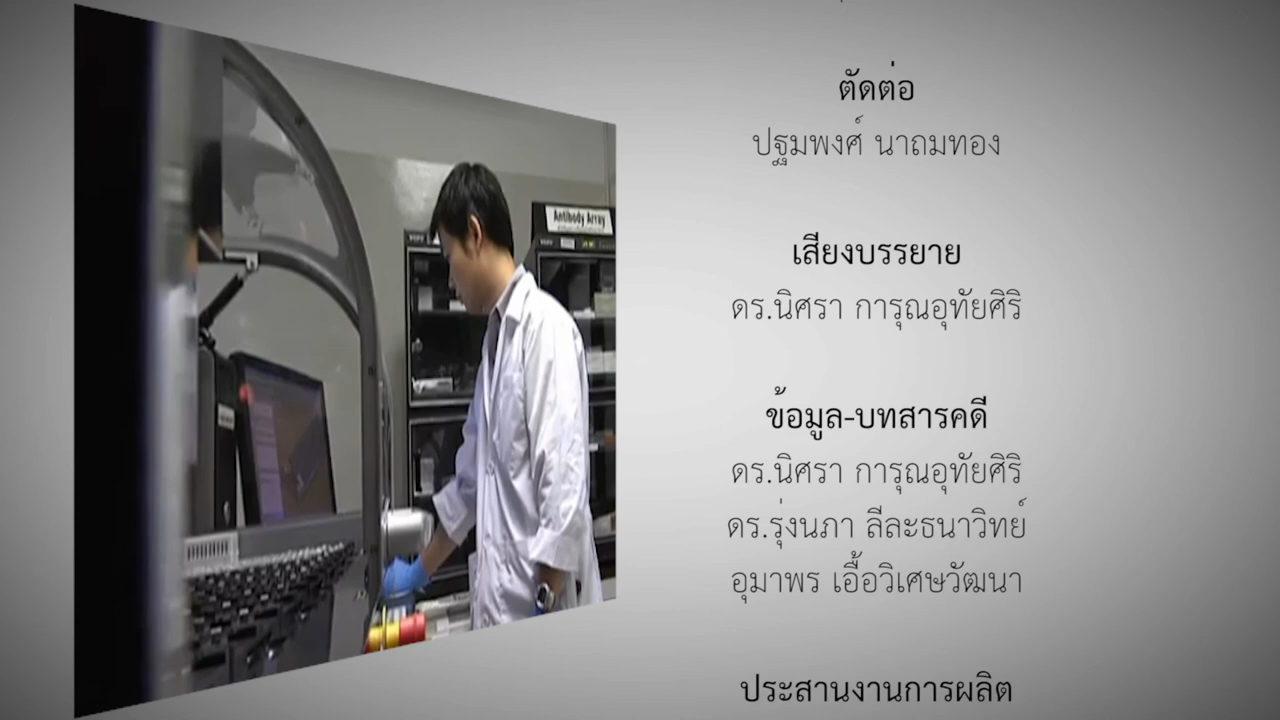 Antibody Array
ตัดต่อ
ปฐมพงศ์ นาถมทอง
เสียงบรรยาย
ดร.นิศรา การุณอุทัยศิริ
ข้อมูล-บทสารคดี
ดร.นิศรา การุณอุทัยศิริ
ดร.รุ่งนภา ลีละธนาวิทย์
อุมาพร เอื้อวิเศษวัฒนา
ประสานงานการผลิต